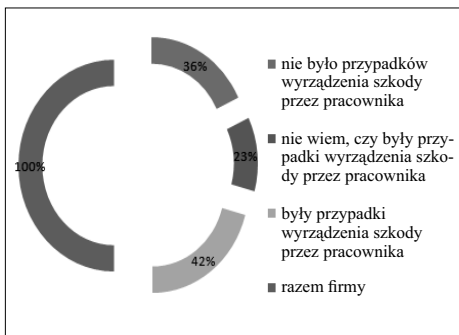 36%
23%
42%
100%
nie było przypadków
wyrządzenia szkody
przez pracownika
nie wiem, czy były przy-
padki wyrządzenia szko-
dy przez pracownika
były przypadki
wyrządzenia szkody
przez pracownika
razem firmy